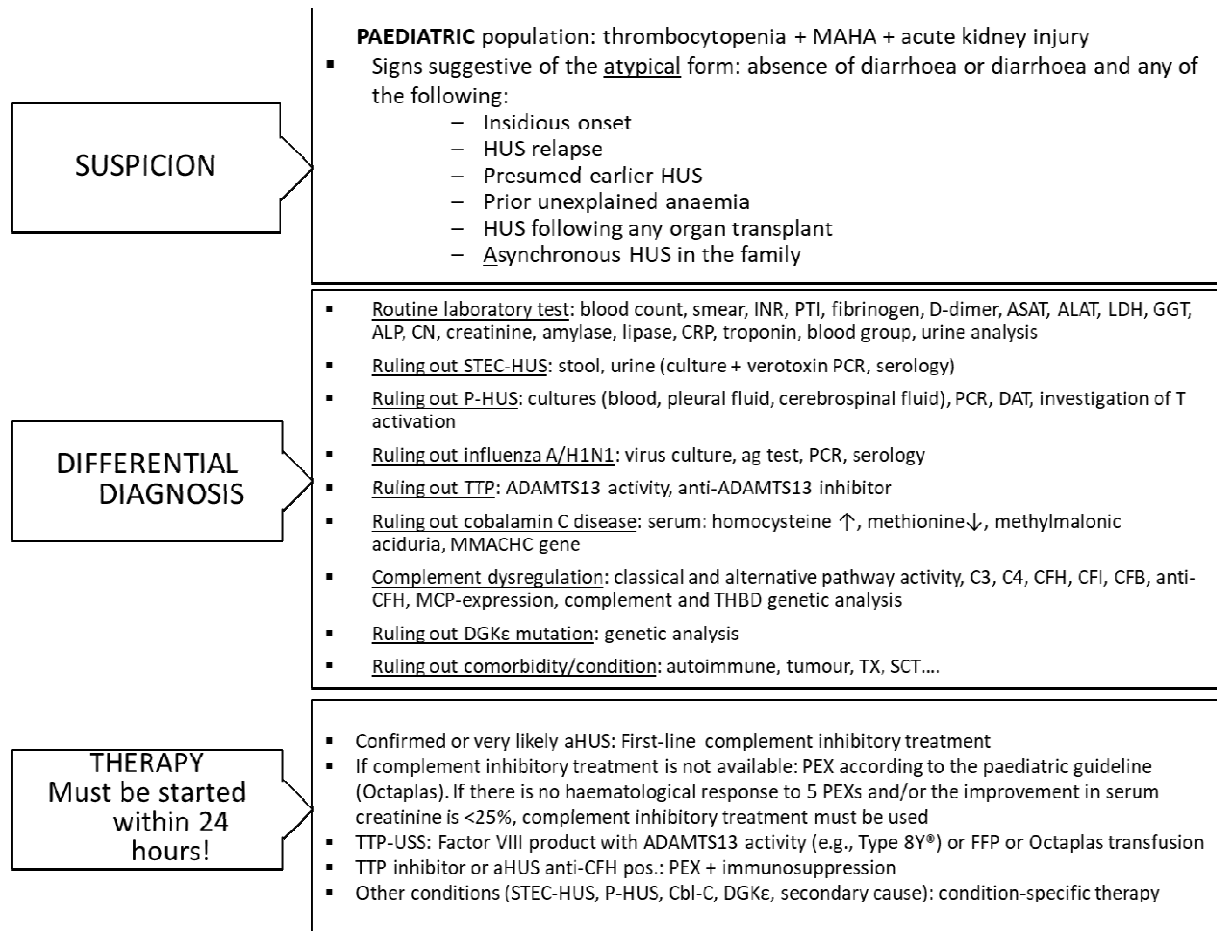 PAEDIATRIC population: thrombocytopenia + MAHA + acute kidney injury
▪ Signs suggestive of the atypical form: absence of diarrhoea or diarrhoea and any of
the following:
– Insidious onset
– HUS relapse
– Presumed earlier HUS
– Prior unexplained anaemia
– HUS following any organ transplant
– Asynchronous HUS in the family
SUSPICION
▪ Routine laboratory test: blood count, smear, INR, PTI, fibrinogen, D-dimer, ASAT, ALAT, LDH, GGT,
ALP, CN, creatinine, amylase, lipase, CRP, troponin, blood group, urine analysis
▪ Ruling out STEC-HUS: stool, urine (culture + verotoxin PCR, serology)
▪ Ruling out P-HUS: cultures (blood, pleural fluid, cerebrospinal fluid), PCR, DAT, investigation of T
activation
▪ Ruling out influenza A/H1N1: virus culture, ag test, PCR, serology
▪ Ruling out TTP: ADAMTS13 activity, anti-ADAMTS13 inhibitor
▪ Ruling out cobalamin C disease: serum: homocysteine ↑, methionine↓, methylmalonic
aciduria, MMACHC gene
▪ Complement dysregulation: classical and alternative pathway activity, C3, C4, CFH, CFI, CFB, anti-
CFH, MCP-expression, complement and THBD genetic analysis
▪ Ruling out DGKε mutation: genetic analysis
▪ Ruling out comorbidity/condition: autoimmune, tumour, TX, SCT....
DIFFERENTIAL
DIAGNOSIS
▪ Confirmed or very likely aHUS: First-line complement inhibitory treatment
▪ If complement inhibitory treatment is not available: PEX according to the paediatric guideline
(Octaplas). If there is no haematological response to 5 PEXs and/or the improvement in serum
creatinine is <25%, complement inhibitory treatment must be used
▪ TTP-USS: Factor VIII product with ADAMTS13 activity (e.g., Type 8Y®) or FFP or Octaplas transfusion
▪ TTP inhibitor or aHUS anti-CFH pos.: PEX + immunosuppression
▪ Other conditions (STEC-HUS, P-HUS, Cbl-C, DGKε, secondary cause): condition-specific therapy
THERAPY
Must be started
within 24
hours!